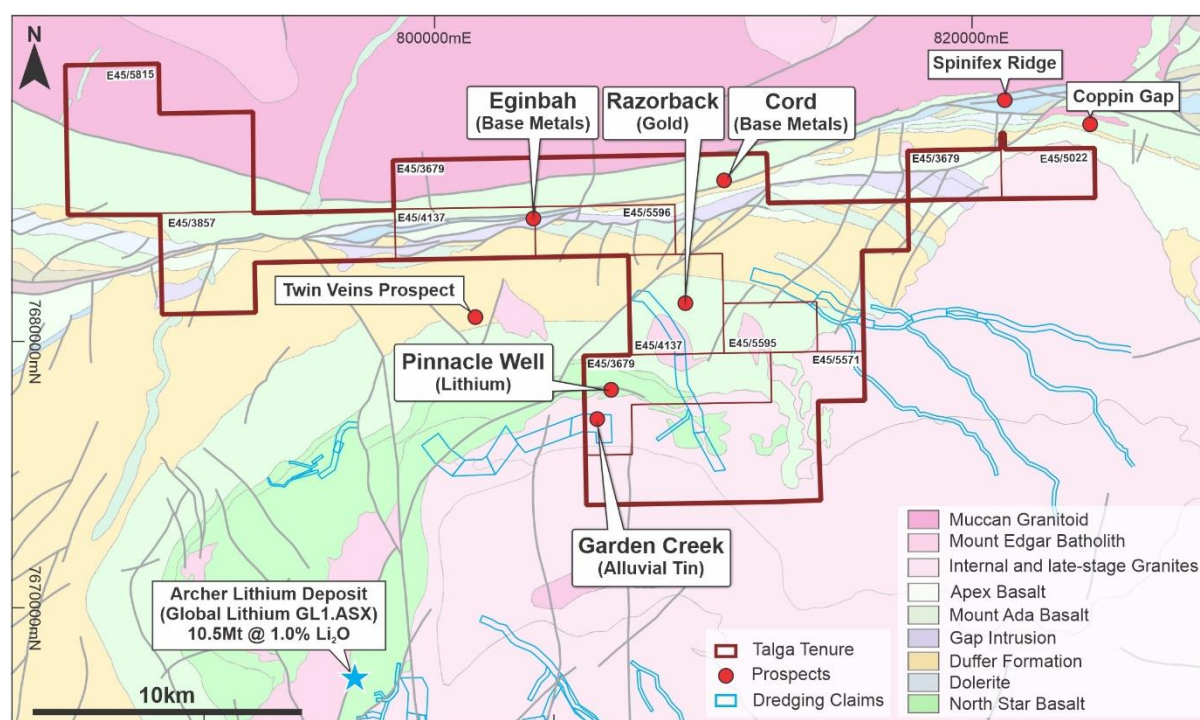 N
800000mE
820000mE
E45/5815
Spinifex Ridge
Coppin Gap
Eginbah
(Base Metals)
Razorback
(Gold)
Cord
(Base Metals)
E45/3679
E45/3679
E45/5022
E45/3857
E45/4137
E45/5596
Twin Veins Prospect
7680000mN
Pinnacle Well
(Lithium)
E45/3679
E45/4137
E45/5595
E45/5571
Garden Creek
(Alluvial Tin)
7670000mN
Archer Lithium Deposit
(Global Lithium GL1.ASX)
10.5Mt @ 1.0% Li₂O
10km
Talga Tenure
Prospects
Dredging Claims
Muccan Granitoid
Mount Edgar Batholith
Internal and late-stage Granites
Apex Basalt
Mount Ada Basalt
Gap Intrusion
Duffer Formation
Dolerite
North Star Basalt